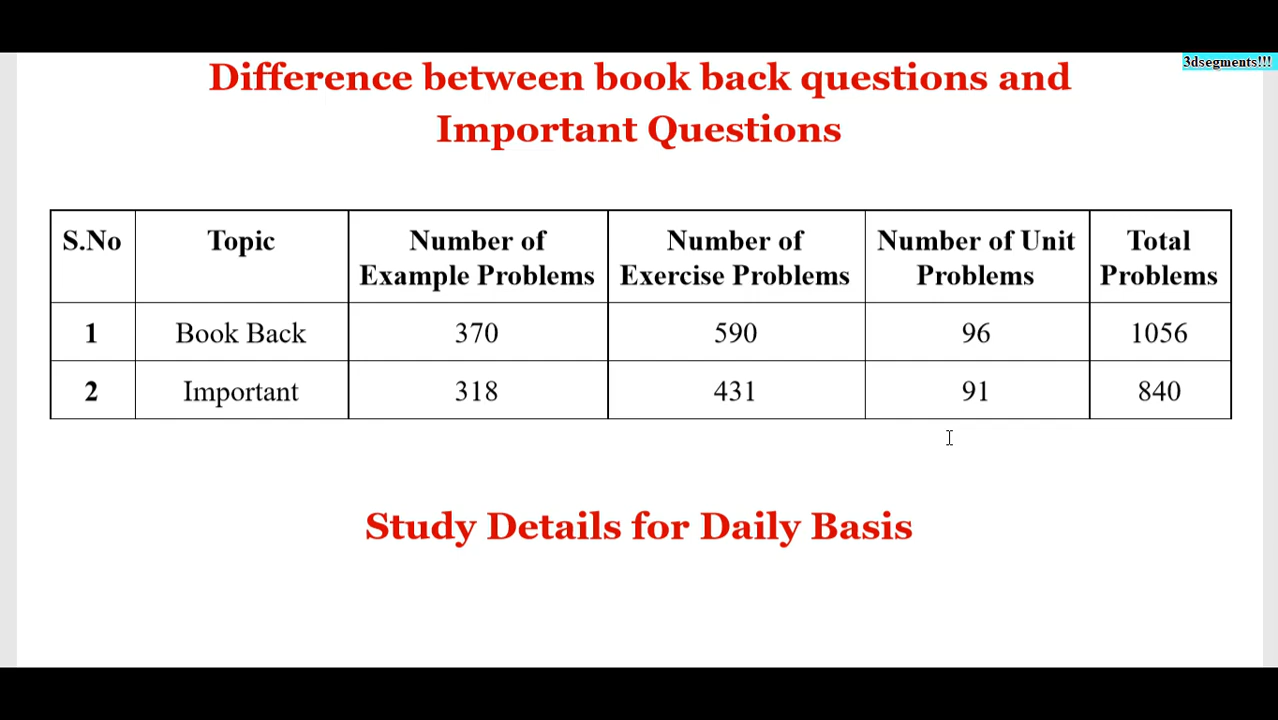 3dsegments!!!
Difference between book back questions and
Important Questions
S.No Topic Number of Example Problems Number of Exercise Problems Number of Unit Problems Total Problems
1 Book Back 370 590 96 1056
2 Important 318 431 91 840
Study Details for Daily Basis